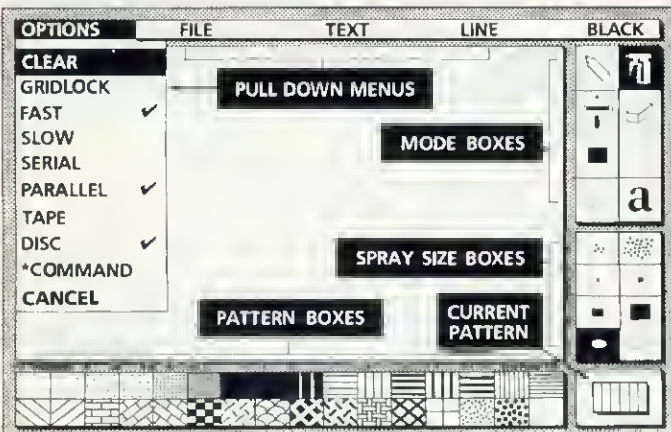 OPTIONS FILE TEXT LINE BLACK
CLEAR
GRIDLOCK
FAST ✔
SLOW
SERIAL
PARALLEL ✔
TAPE
DISC ✔
*COMMAND
CANCEL
PULL DOWN MENUS
MODE BOXES
SPRAY SIZE BOXES
PATTERN BOXES
CURRENT
PATTERN
a